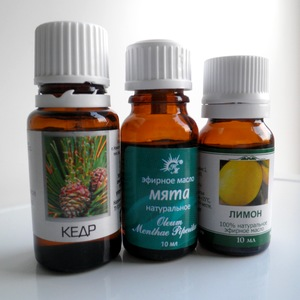 КЕДР
эфирное масло
мята
натуральное
Oleum
Menthae Piperitae
10 мл
ЛИМОН
100% натуральное
эфирное масло
10 мл